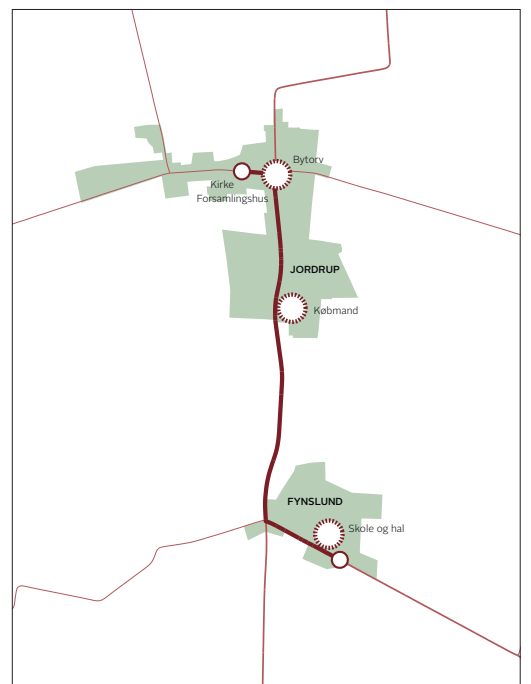 Bytorv
Kirke
Forsamlingshus
JORDRUP
Købmand
FYNSLUND
Skole og hal